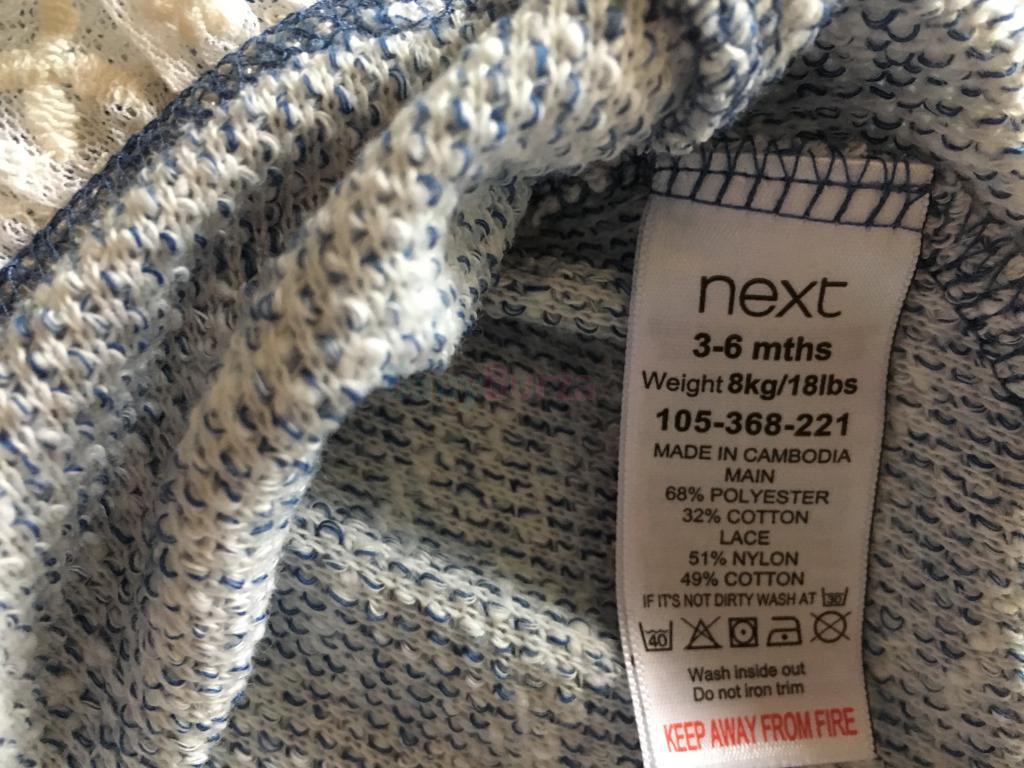 next
3-6 mths
Weight 8kg/18lbs
105-368-221
MADE IN CAMBODIA
MAIN
68% POLYESTER
32% COTTON
LACE
51% NYLON
49% COTTON
IF IT'S NOT DIRTY WASH AT 30
40
Wash inside out
Do not iron trim
KEEP AWAY FROM FIRE